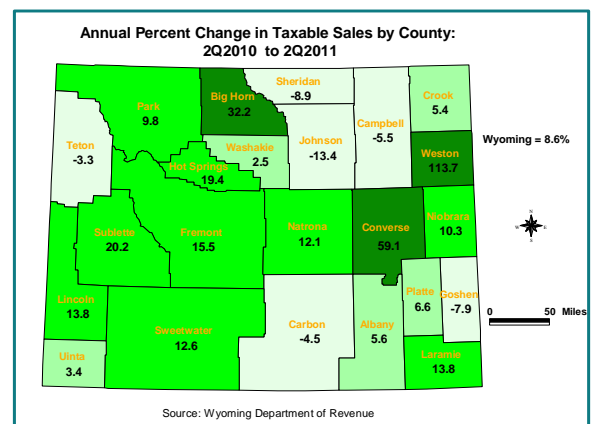 Annual Percent Change in Taxable Sales by County:
2Q2010 to 2Q2011
Sheridan
-8.9
Big Horn
32.2
Park
9.8
Crook
5.4
Campbell
-5.5
Johnson
-13.4
Wyoming = 8.6%
Teton
-3.3
Washakie
2.5
Weston
113.7
Hot Springs
19.4
Niobrara
10.3
Natrona
12.1
Converse
59.1
Sublette
20.2
Fremont
15.5
N
W E
S
Lincoln
13.8
Platte
6.6
Goshen
-7.9
0 50 Miles
Sweetwater
12.6
Carbon
-4.5
Albany
5.6
Uinta
3.4
Laramie
13.8
Source: Wyoming Department of Revenue